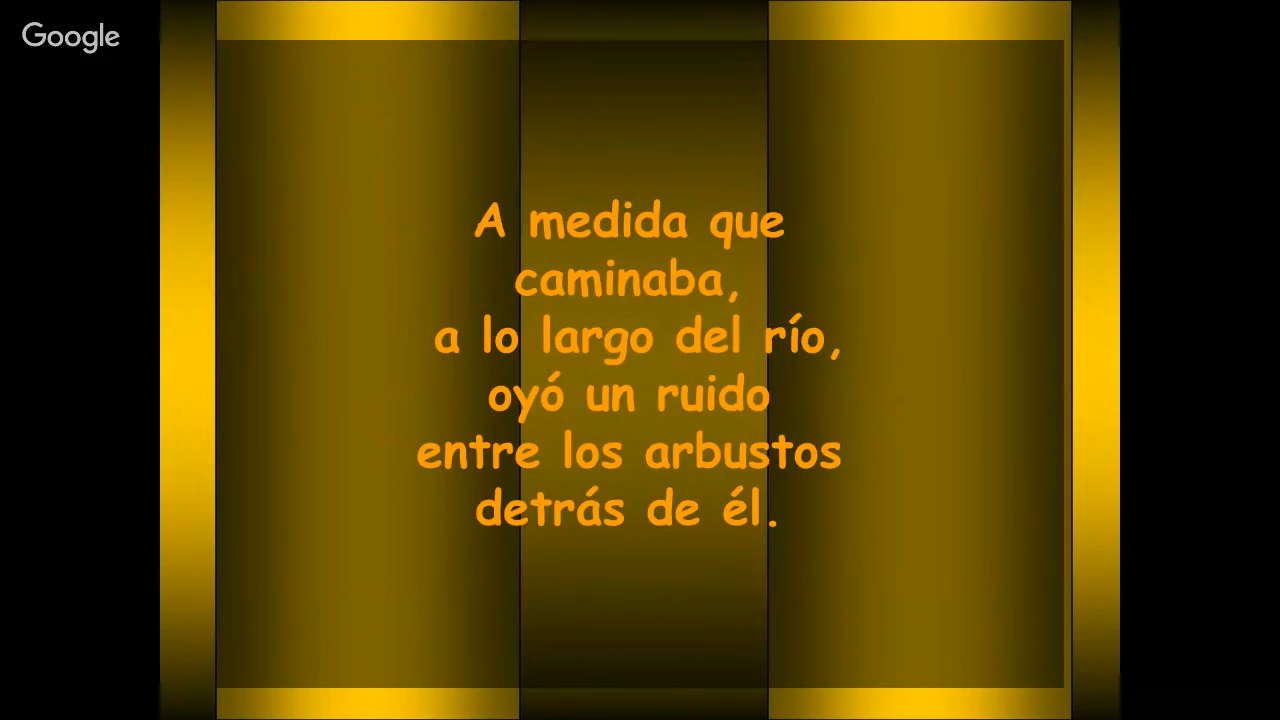 Google
A medida que
caminaba,
a lo largo del río,
oyó un ruido
entre los arbustos
detrás de él.